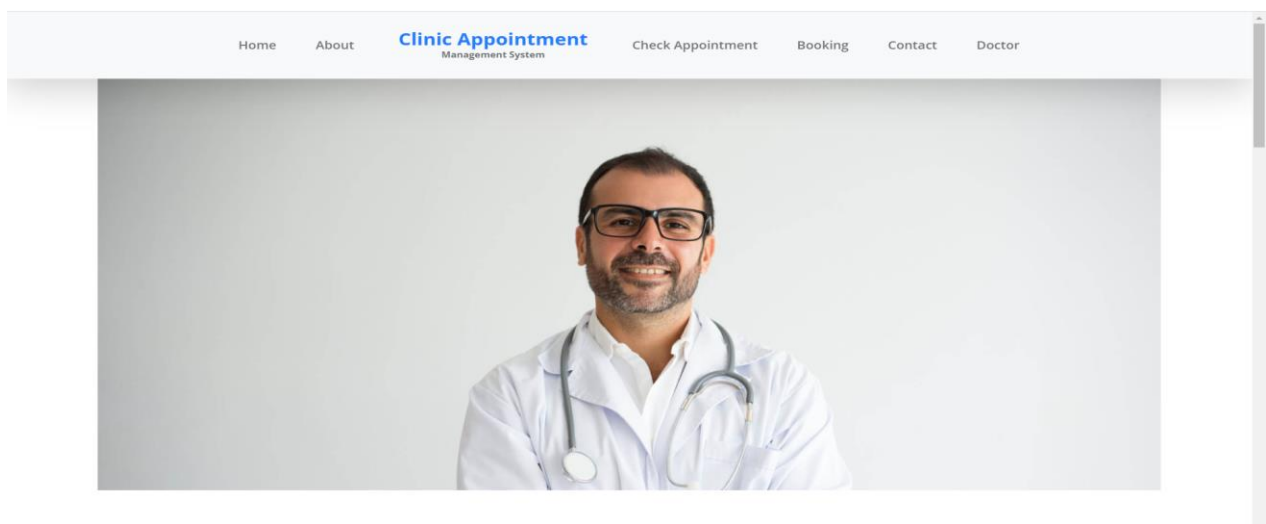 Home About Clinic Appointment Check Appointment Booking Contact Doctor
Management System